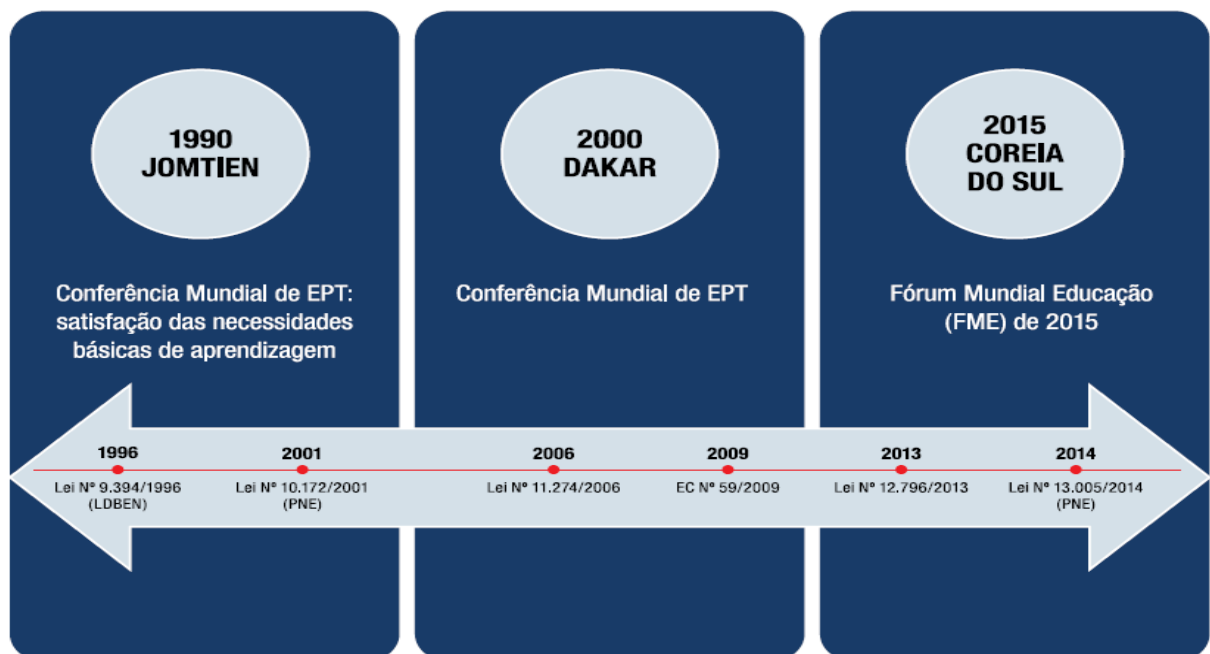 1990
JOMTIEN
2000
DAKAR
2015
COREIA
DO SUL
Conferência Mundial de EPT:
satisfação das necessidades
básicas de aprendizagem
Conferência Mundial de EPT
Fórum Mundial Educação
(FME) de 2015
1996
Lei Nº 9.394/1996
(LDBEN)
2001
Lei Nº 10.172/2001
(PNE)
2006
Lei Nº 11.274/2006
2009
EC Nº 59/2009
2013
Lei Nº 12.796/2013
2014
Lei Nº 13.005/2014
(PNE)